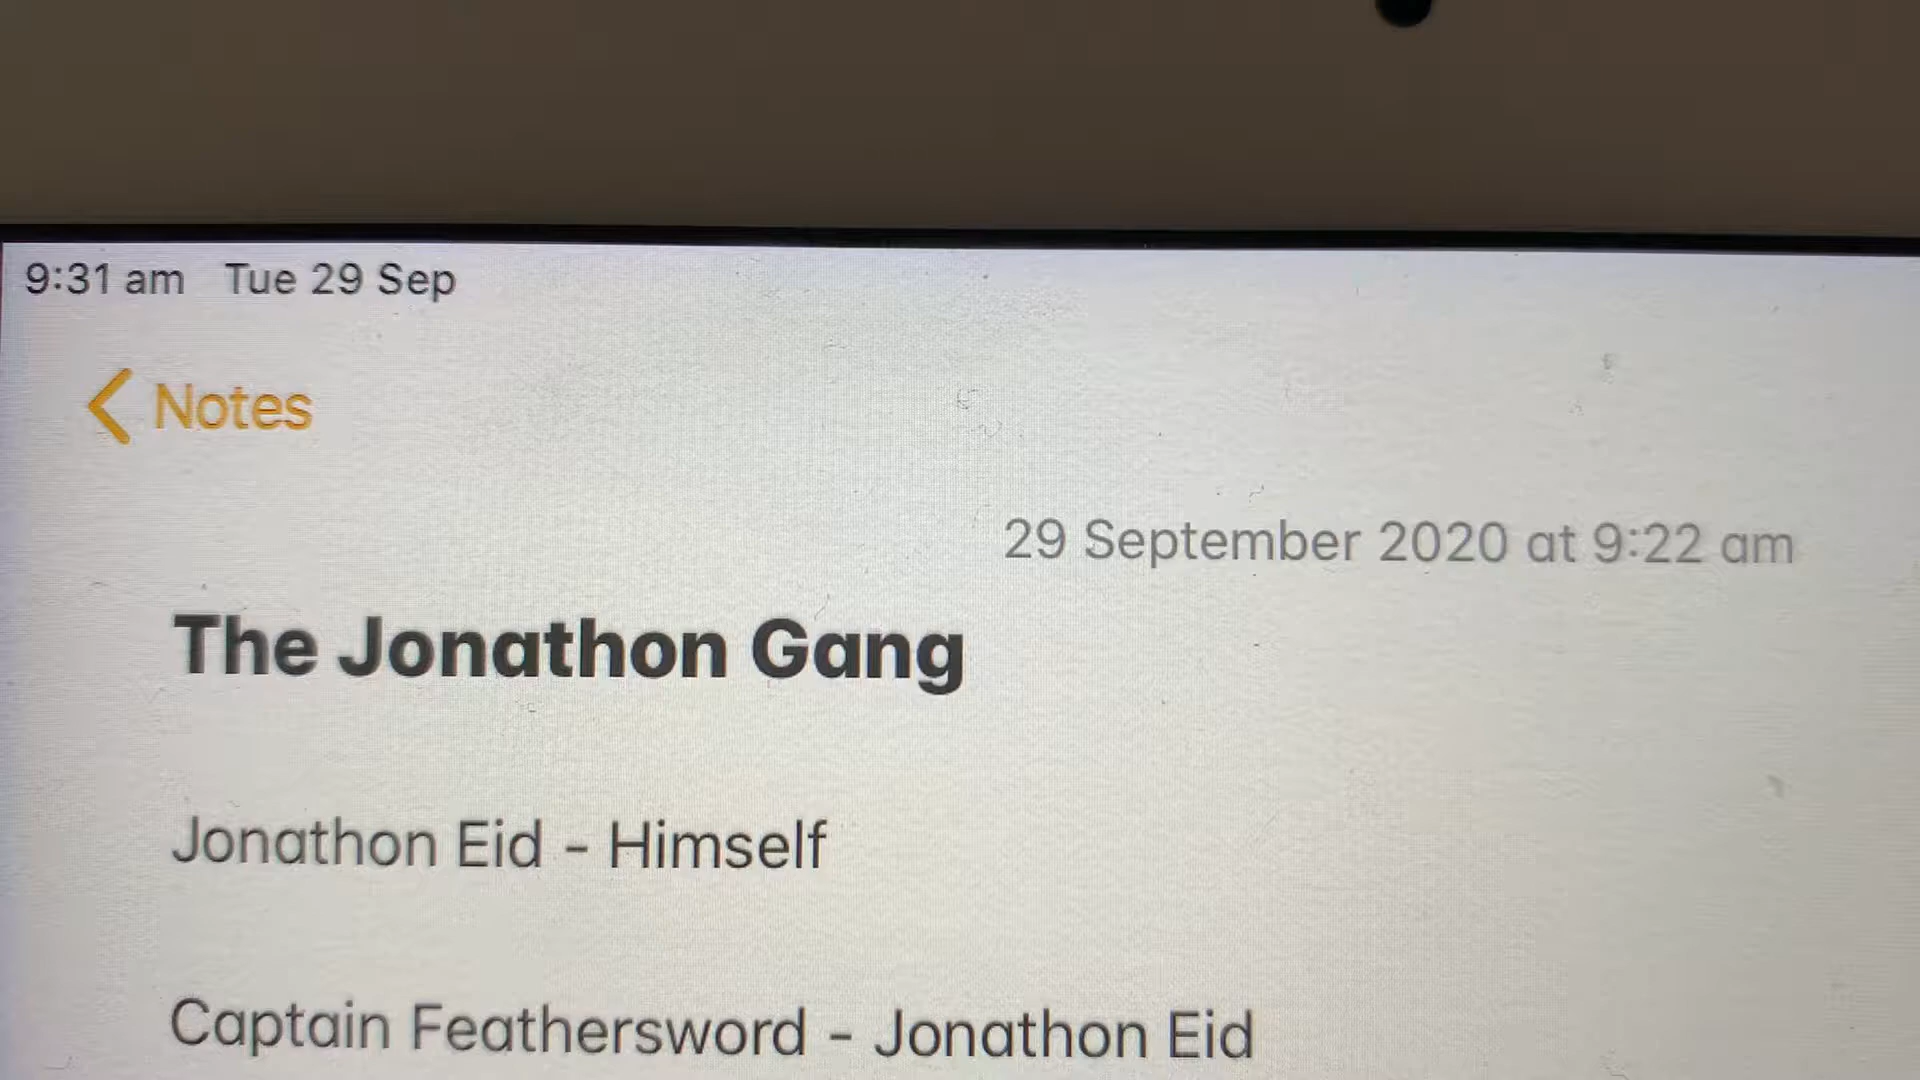 9:31 am Tue 29 Sep
Notes
29 September 2020 at 9:22 am
The Jonathon Gang
Jonathon Eid - Himself
Captain Feathersword - Jonathon Eid